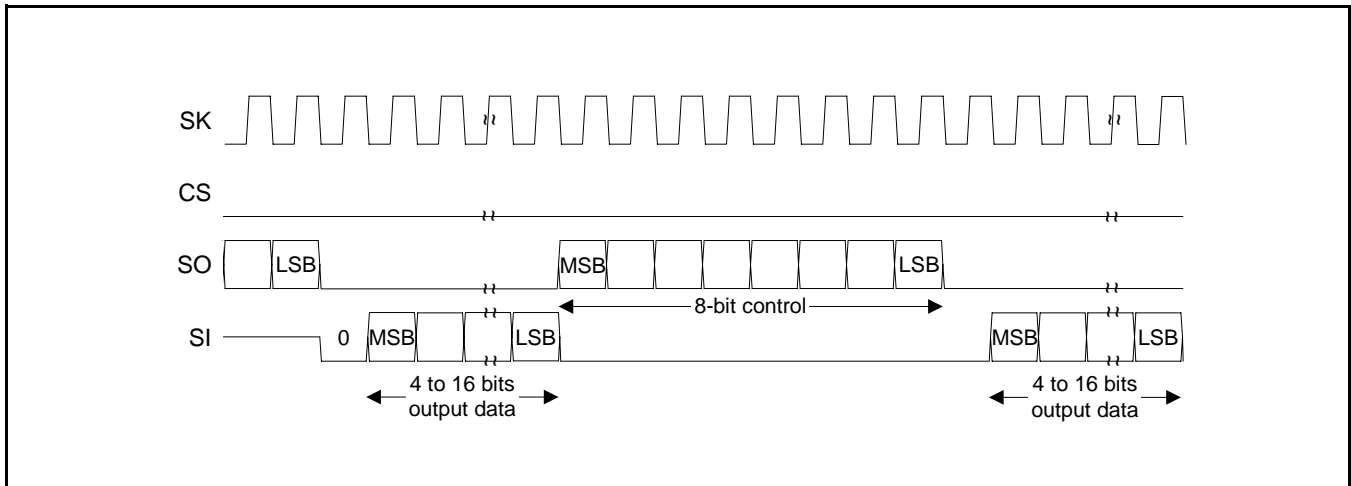 SK
CS
SO
LSB
MSB
LSB
8-bit control
SI
0
MSB
LSB
MSB
LSB
4 to 16 bits
output data
4 to 16 bits
output data